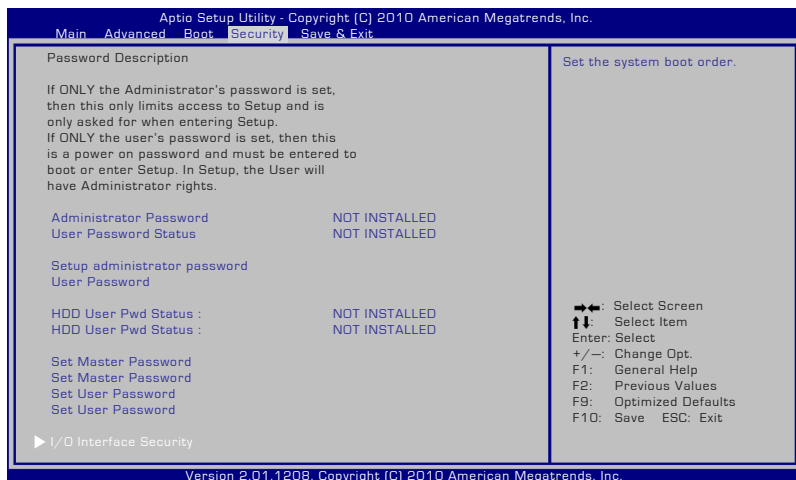 Aptio Setup Utility - Copyright (C) 2010 American Megatrends, Inc.
Main Advanced Boot Security Save & Exit
Password Description
If ONLY the Administrator's password is set,
then this only limits access to Setup and is
only asked for when entering Setup.
If ONLY the user's password is set, then this
is a power on password and must be entered to
boot or enter Setup. In Setup, the User will
have Administrator rights.
Administrator Password NOT INSTALLED
User Password Status NOT INSTALLED
Setup administrator password
User Password
HDD User Pwd Status : NOT INSTALLED
HDD User Pwd Status : NOT INSTALLED
Set Master Password
Set Master Password
Set User Password
Set User Password
I/O Interface Security
Set the system boot order.
→←: Select Screen
↑↓: Select Item
Enter: Select
+/—: Change Opt.
F1: General Help
F2: Previous Values
F9: Optimized Defaults
F10: Save ESC: Exit
Version 2.01.1208. Copyright (C) 2010 American Megatrends, Inc.